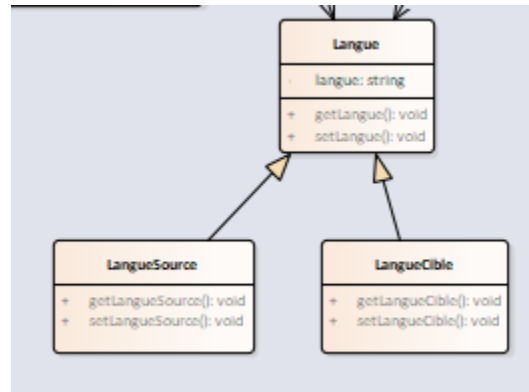 Langue
- langue: string
+ getLangue(): void
+ setLangue(): void
LangueSource
+ getLangueSource(): void
+ setLangueSource(): void
LangueCible
+ getLangueCible(): void
+ setLangueCible(): void